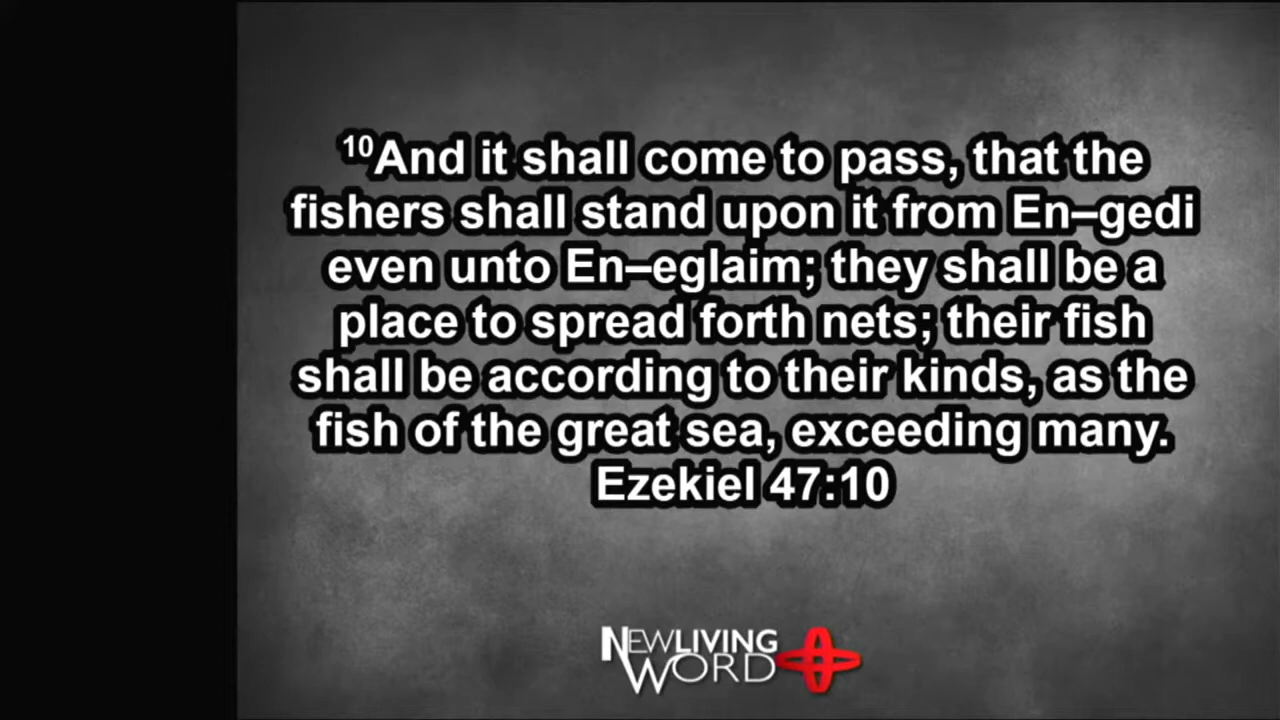 ¹⁰And it shall come to pass, that the
fishers shall stand upon it from En–gedi
even unto En–eglaim; they shall be a
place to spread forth nets; their fish
shall be according to their kinds, as the
fish of the great sea, exceeding many.
Ezekiel 47:10
NEWLIVING
WORD